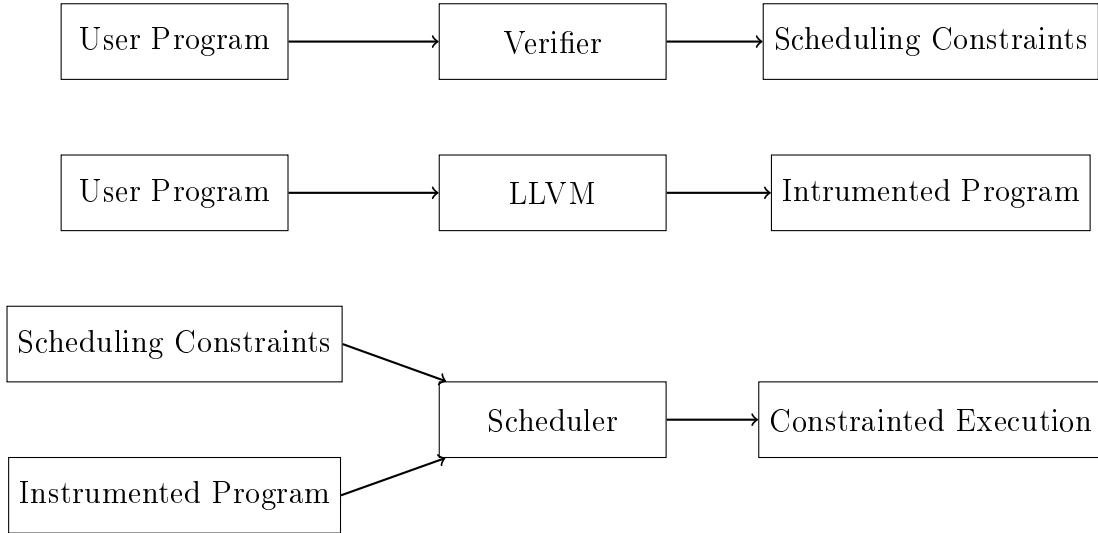 User Program
Verifier
Scheduling Constraints
User Program
LLVM
Intrumented Program
Scheduling Constraints
Scheduler
Constrainted Execution
Instrumented Program